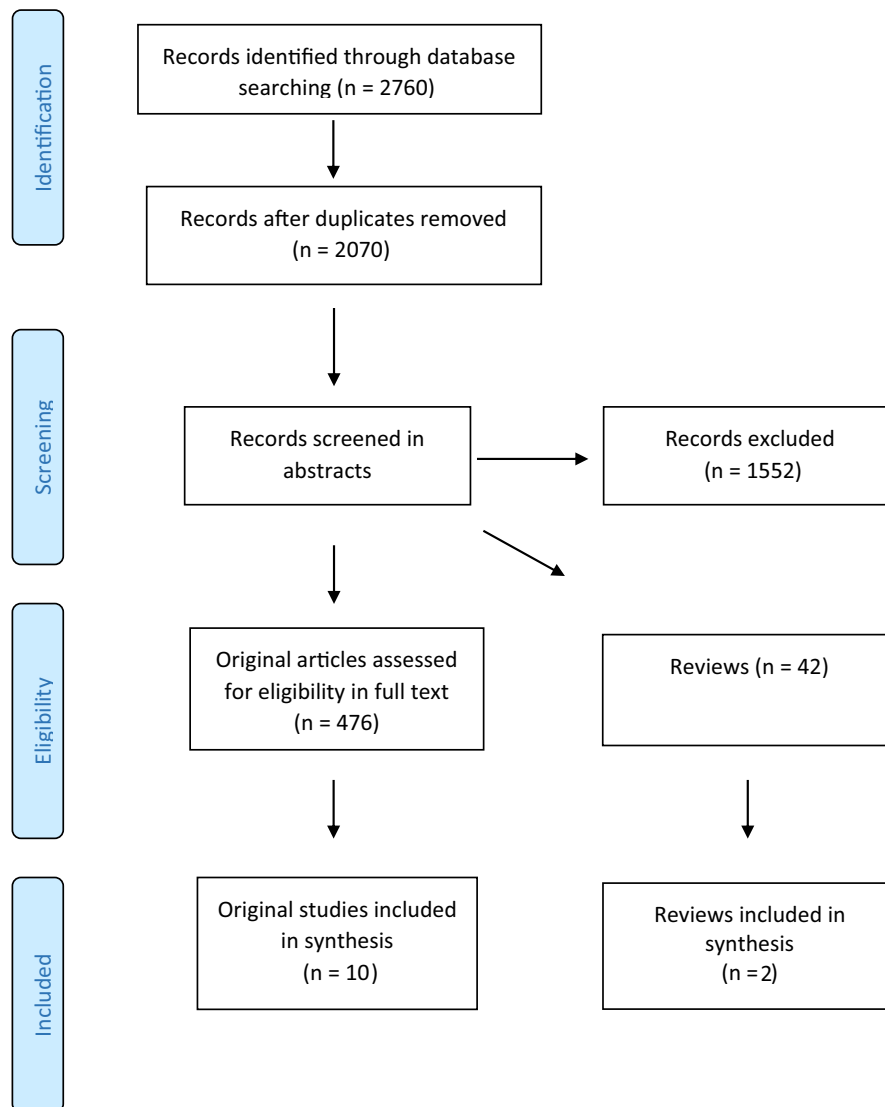 Identification
Records identified through database
searching (n = 2760)
Records after duplicates removed
(n = 2070)
Screening
Records screened in
abstracts
Records excluded
(n = 1552)
Eligibility
Original articles assessed
for eligibility in full text
(n = 476)
Reviews (n = 42)
Included
Original studies included
in synthesis
(n = 10)
Reviews included in
synthesis
(n =2)